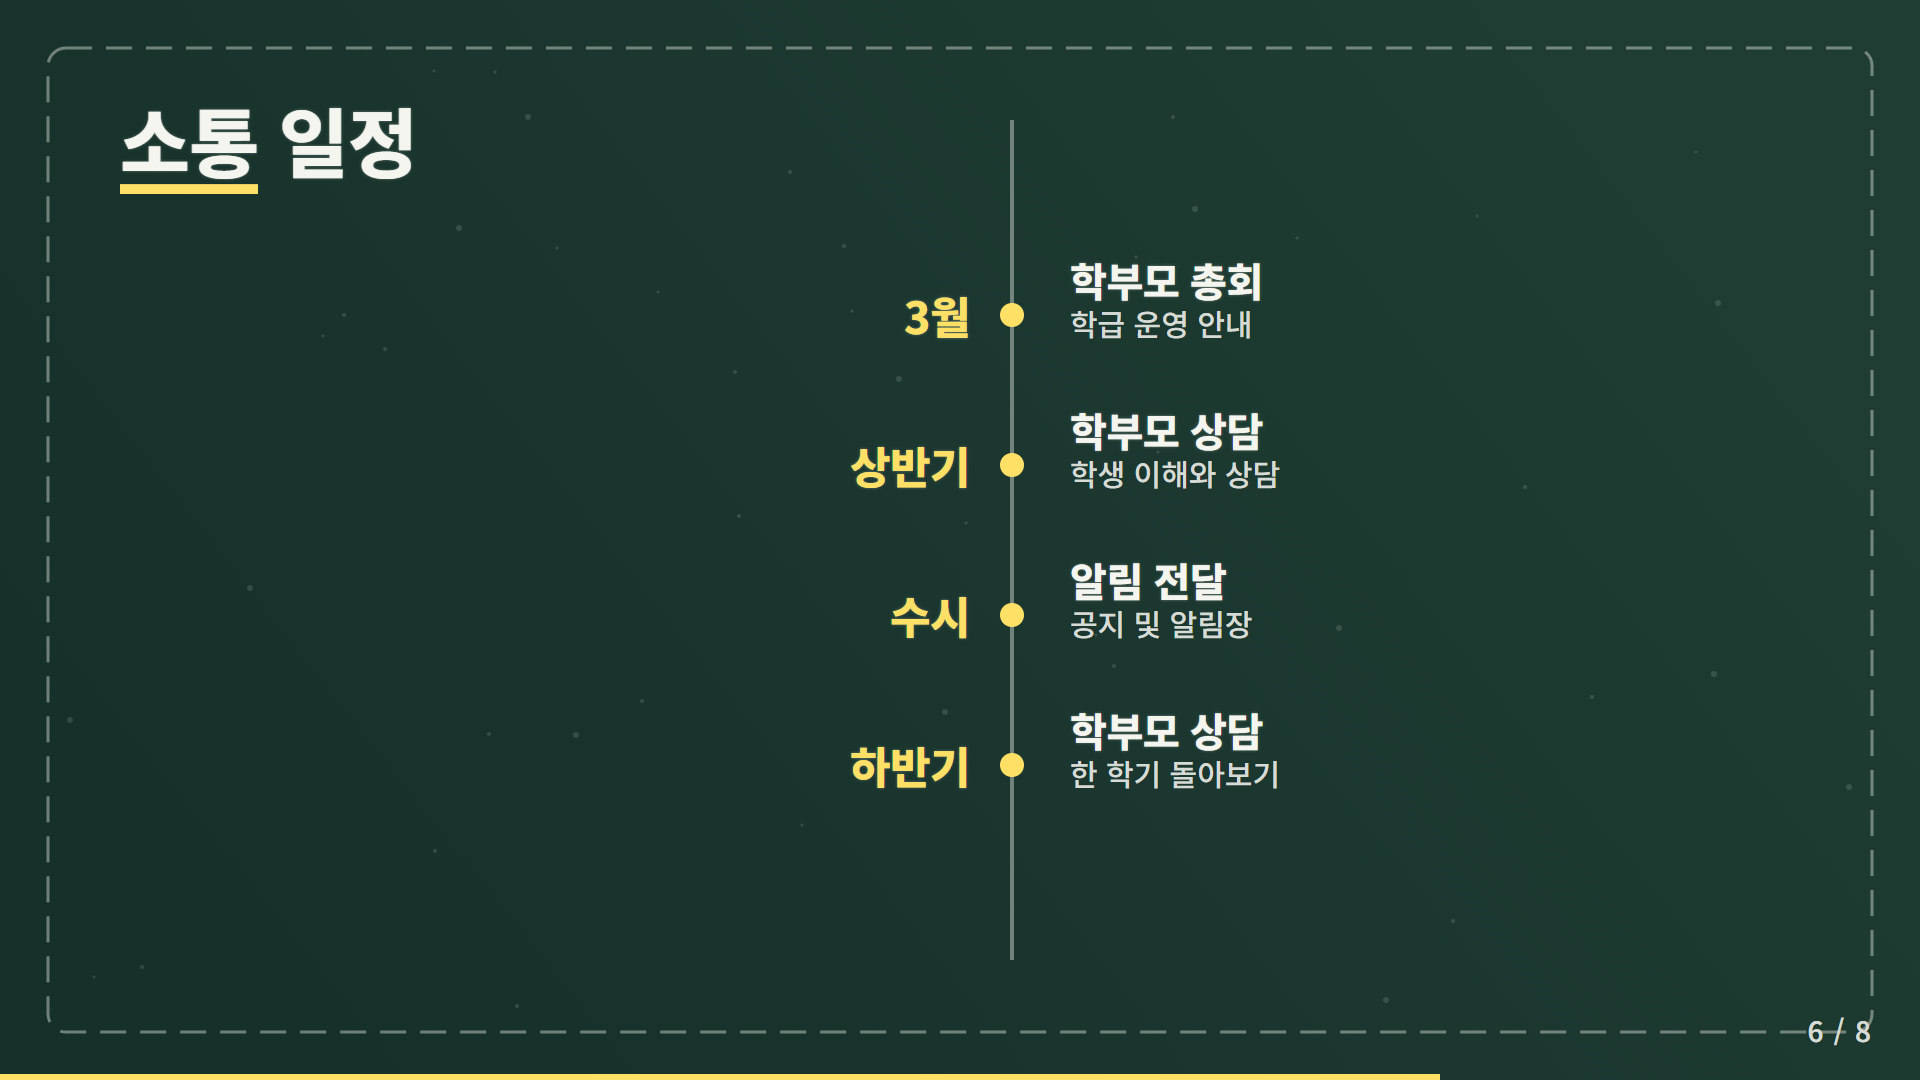 소통 일정
3월
학부모 총회
학급 운영 안내
상반기
학부모 상담
학생 이해와 상담
수시
알림 전달
공지 및 알림장
하반기
학부모 상담
한 학기 돌아보기
6 / 8